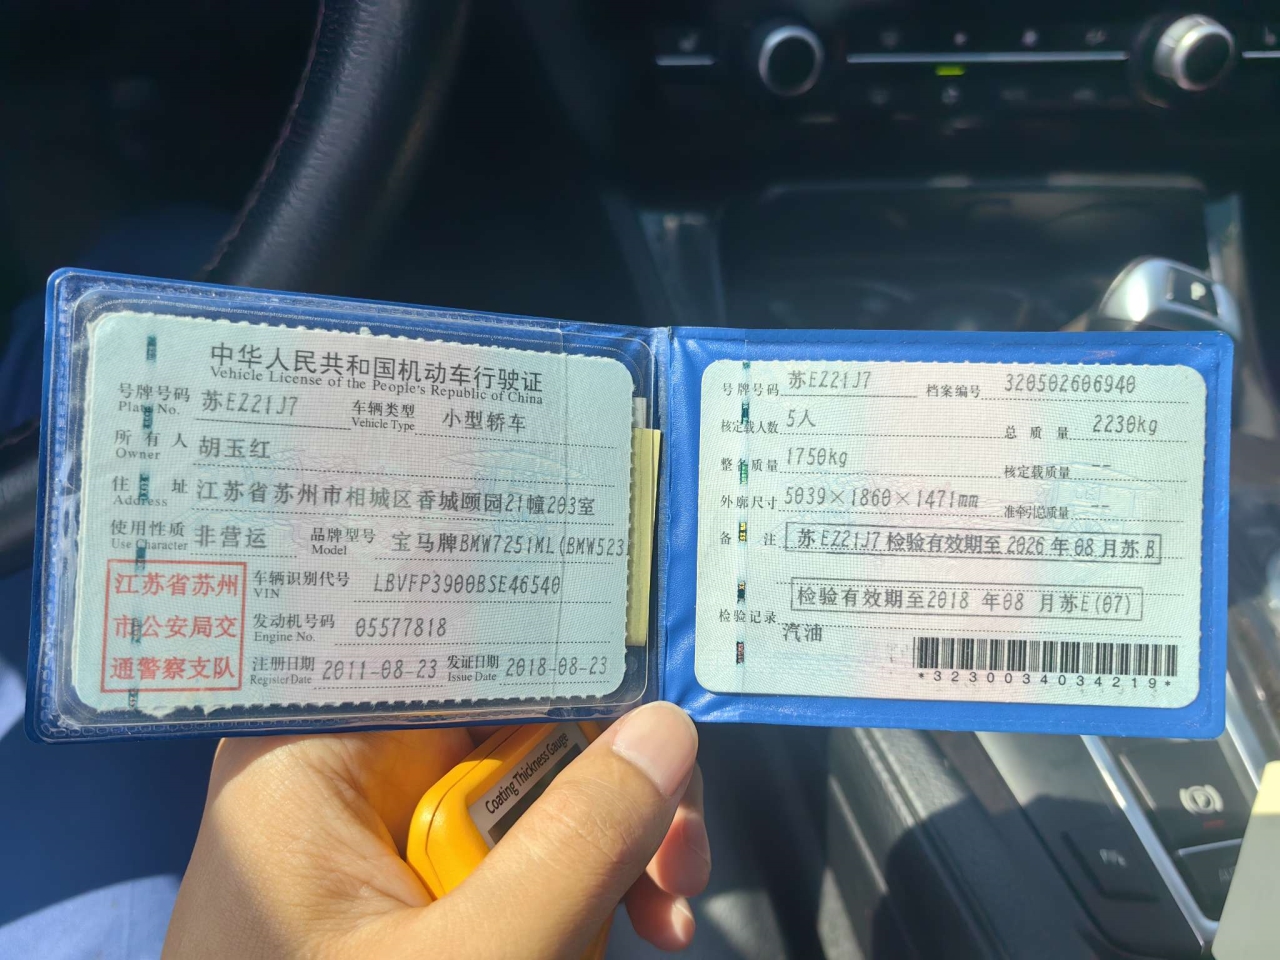 中华人民共和国机动车行驶证
Vehicle License of the People's Republic of China
号牌号码 苏EZ21J7 车辆类型 小型轿车
Plate No. Vehicle Type
所有人 胡玉红
Owner
住址 江苏省苏州市相城区香城颐园21幢203室
Address
使用性质 非营运 品牌型号 宝马牌BMW7251ML(BMW523
Use Character Model
江苏省苏州
市公安局交
通警察支队
车辆识别代号 LBVFP3900BSE46540
VIN
发动机号码 05577818
Engine No.
注册日期 2011-08-23 发证日期 2018-08-23
Register Date Issue Date
号牌号码 苏EZ21J7 档案编号 320502606940
核定载人数 5人 总质量 2230kg
整备质量 1750kg 核定载质量 --
外廓尺寸 5039×1860×1471mm 准牵引总质量 --
备注 苏EZ21J7 检验有效期至2026年08月苏B
检验有效期至2018 年08 月苏E(07)
检验记录
汽油
*3230034034219*
Coating Thickness Gauge
P